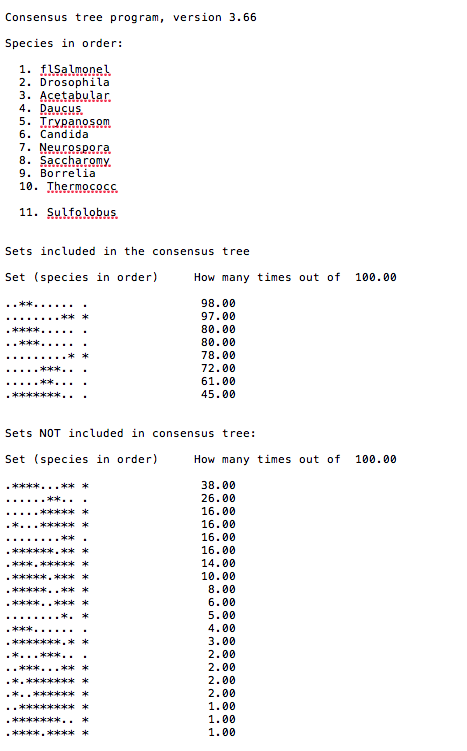 Consensus tree program, version 3.66
Species in order:
1. flSalmonel
2. Drosophila
3. Acetabular
4. Daucus
5. Trypanosom
6. Candida
7. Neurospora
8. Saccharomy
9. Borrelia
10. Thermococc
11. Sulfolobus
Sets included in the consensus tree
Set (species in order) How many times out of 100.00
..**...... . 98.00
........** * 97.00
.****..... . 80.00
..***..... . 80.00
.........* * 78.00
.....***.. . 72.00
.....**... . 61.00
.*******.. . 45.00
Sets NOT included in consensus tree:
Set (species in order) How many times out of 100.00
.****...** * 38.00
......**.. . 26.00
.....***** * 16.00
.*...***** * 16.00
........** . 16.00
.******.** * 16.00
.***.***** * 14.00
.*****.*** * 10.00
.*****..** * 8.00
.****..*** * 6.00
........*. * 5.00
.***...... . 4.00
.*******.* * 3.00
.*...***.. . 2.00
..***...** * 2.00
.*.******* * 2.00
.*..****** * 2.00
..******** * 1.00
.*******.. * 1.00
.****.**** * 1.00